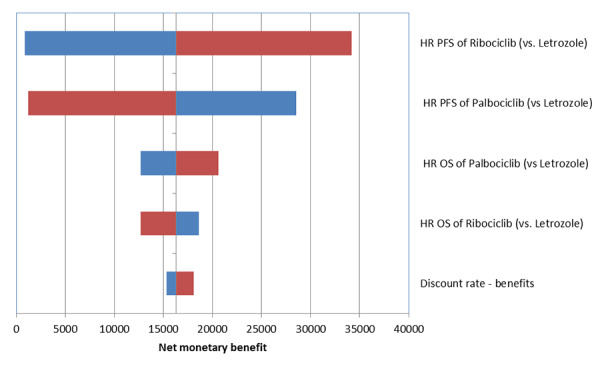 HR PFS of Ribociclib (vs. Letrozole)
HR PFS of Palbociclib (vs Letrozole)
HR OS of Palbociclib (vs Letrozole)
HR OS of Ribociclib (vs. Letrozole)
Discount rate - benefits
0 5000 10000 15000 20000 25000 30000 35000 40000
Net monetary benefit